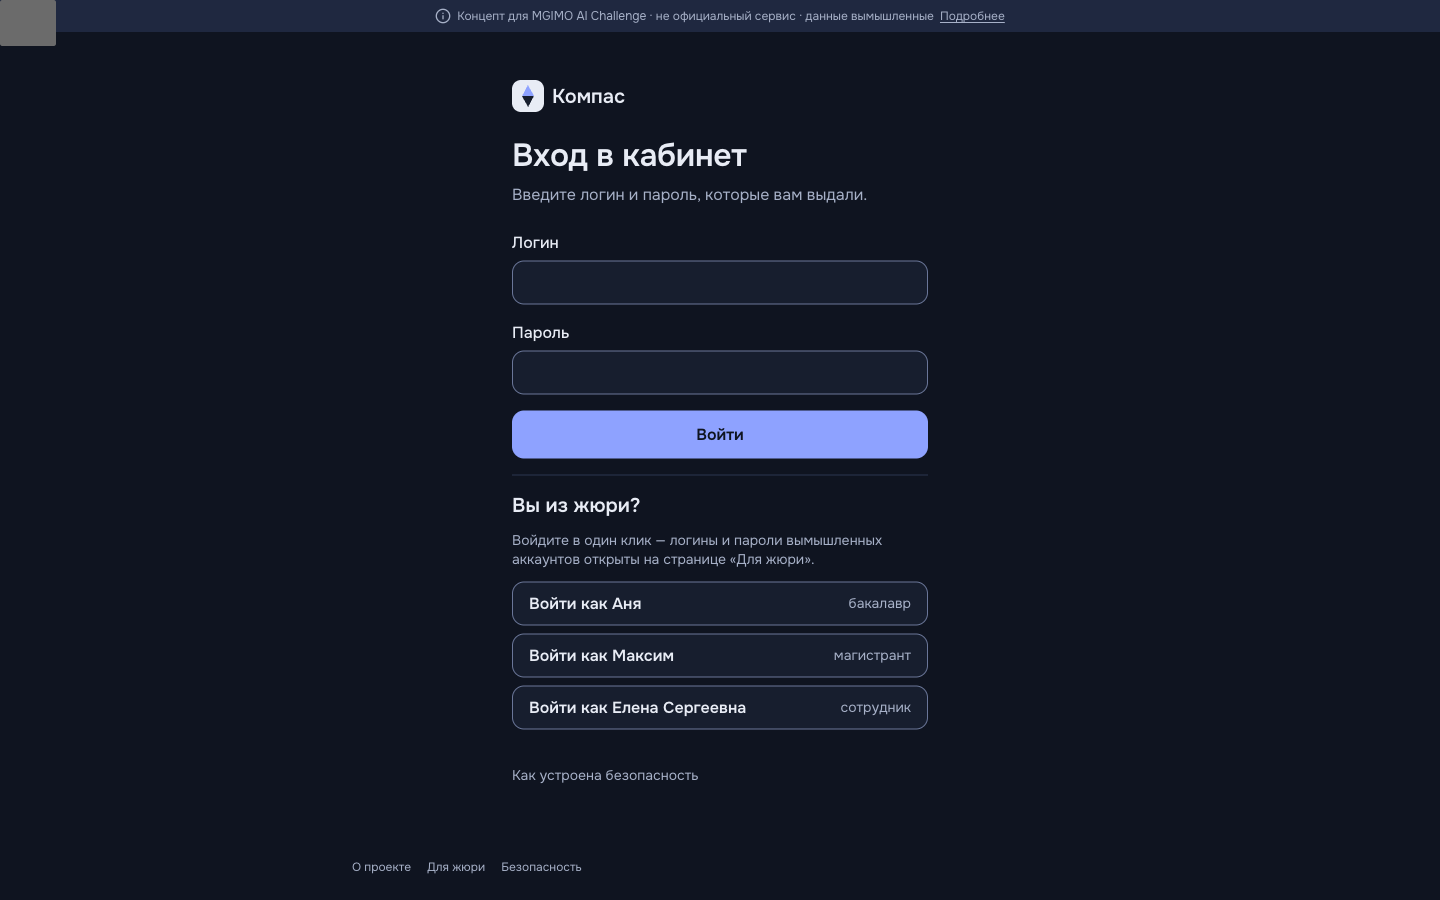 Концепт для MGIMO AI Challenge · не официальный сервис · данные вымышленные Подробнее
Компас
Вход в кабинет
Введите логин и пароль, которые вам выдали.
Логин
Пароль
Войти
Вы из жюри?
Войдите в один клик — логины и пароли вымышленных
аккаунтов открыты на странице «Для жюри».
Войти как Аня бакалавр
Войти как Максим магистрант
Войти как Елена Сергеевна сотрудник
Как устроена безопасность
О проекте Для жюри Безопасность